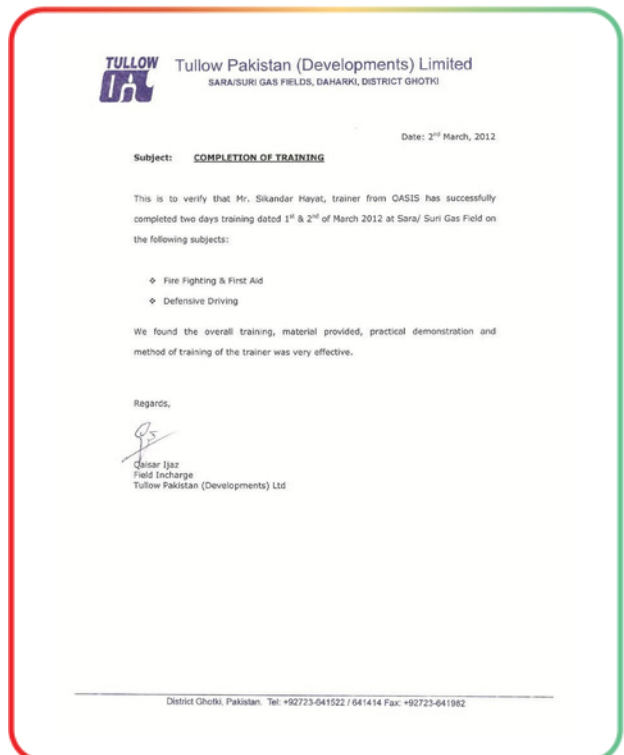 TULLOW
Tullow Pakistan (Developments) Limited
SARA/SURI GAS FIELDS, DAHARKI, DISTRICT GHOTKI
Date: 2nd March, 2012
Subject: COMPLETION OF TRAINING
This is to verify that Mr. Sikandar Hayat, trainer from OASIS has successfully
completed two days training dated 1st & 2nd of March 2012 at Sara/ Suri Gas Field on
the following subjects:
❖ Fire Fighting & First Aid
❖ Defensive Driving
We found the overall training, material provided, practical demonstration and
method of training of the trainer was very effective.
Regards,
Qaisar Ijaz
Field Incharge
Tullow Pakistan (Developments) Ltd
District Ghotki, Pakistan. Tel: +92723-641522 / 641414 Fax: +92723-641982